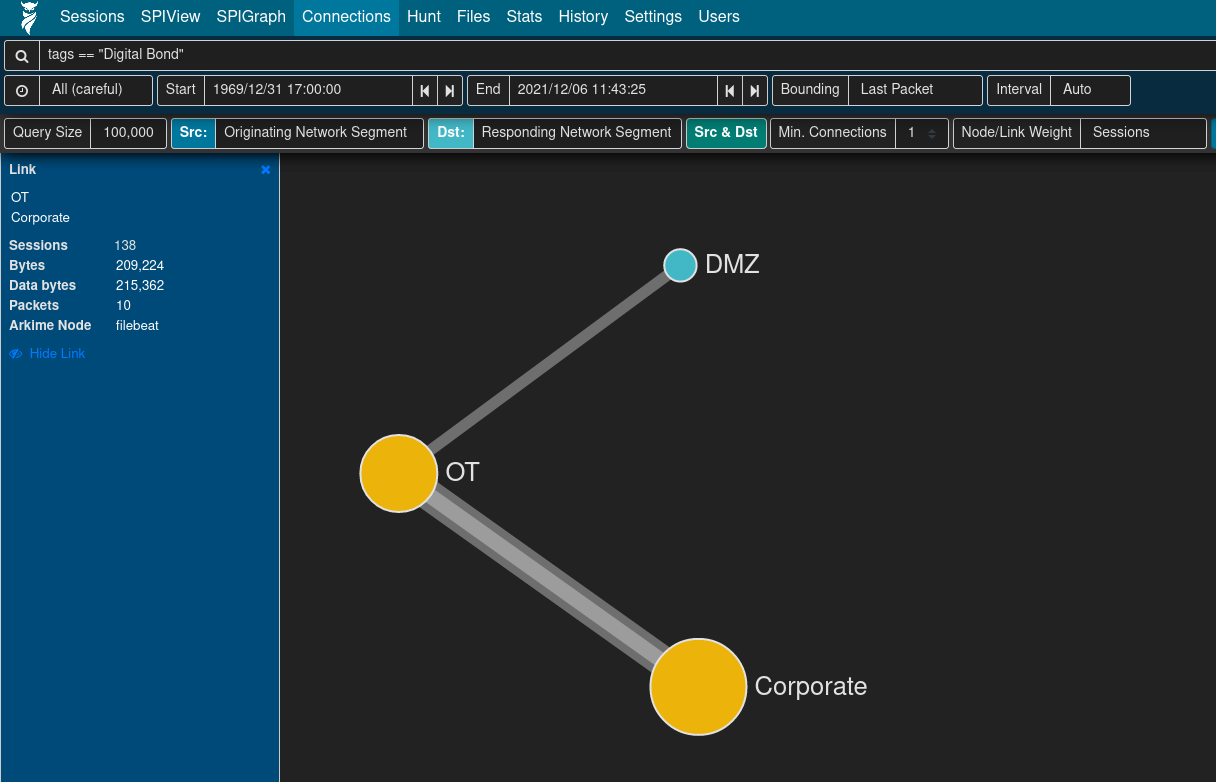 Sessions SPIView SPIGraph Connections Hunt Files Stats History Settings Users
tags == "Digital Bond"
All (careful) Start 1969/12/31 17:00:00 End 2021/12/06 11:43:25 Bounding Last Packet Interval Auto
Query Size 100,000 Src: Originating Network Segment Dst: Responding Network Segment Src & Dst Min. Connections 1 Node/Link Weight Sessions
Link
OT
Corporate
Sessions 138
Bytes 209,224
Data bytes 215,362
Packets 10
Arkime Node filebeat
Hide Link
DMZ
OT
Corporate